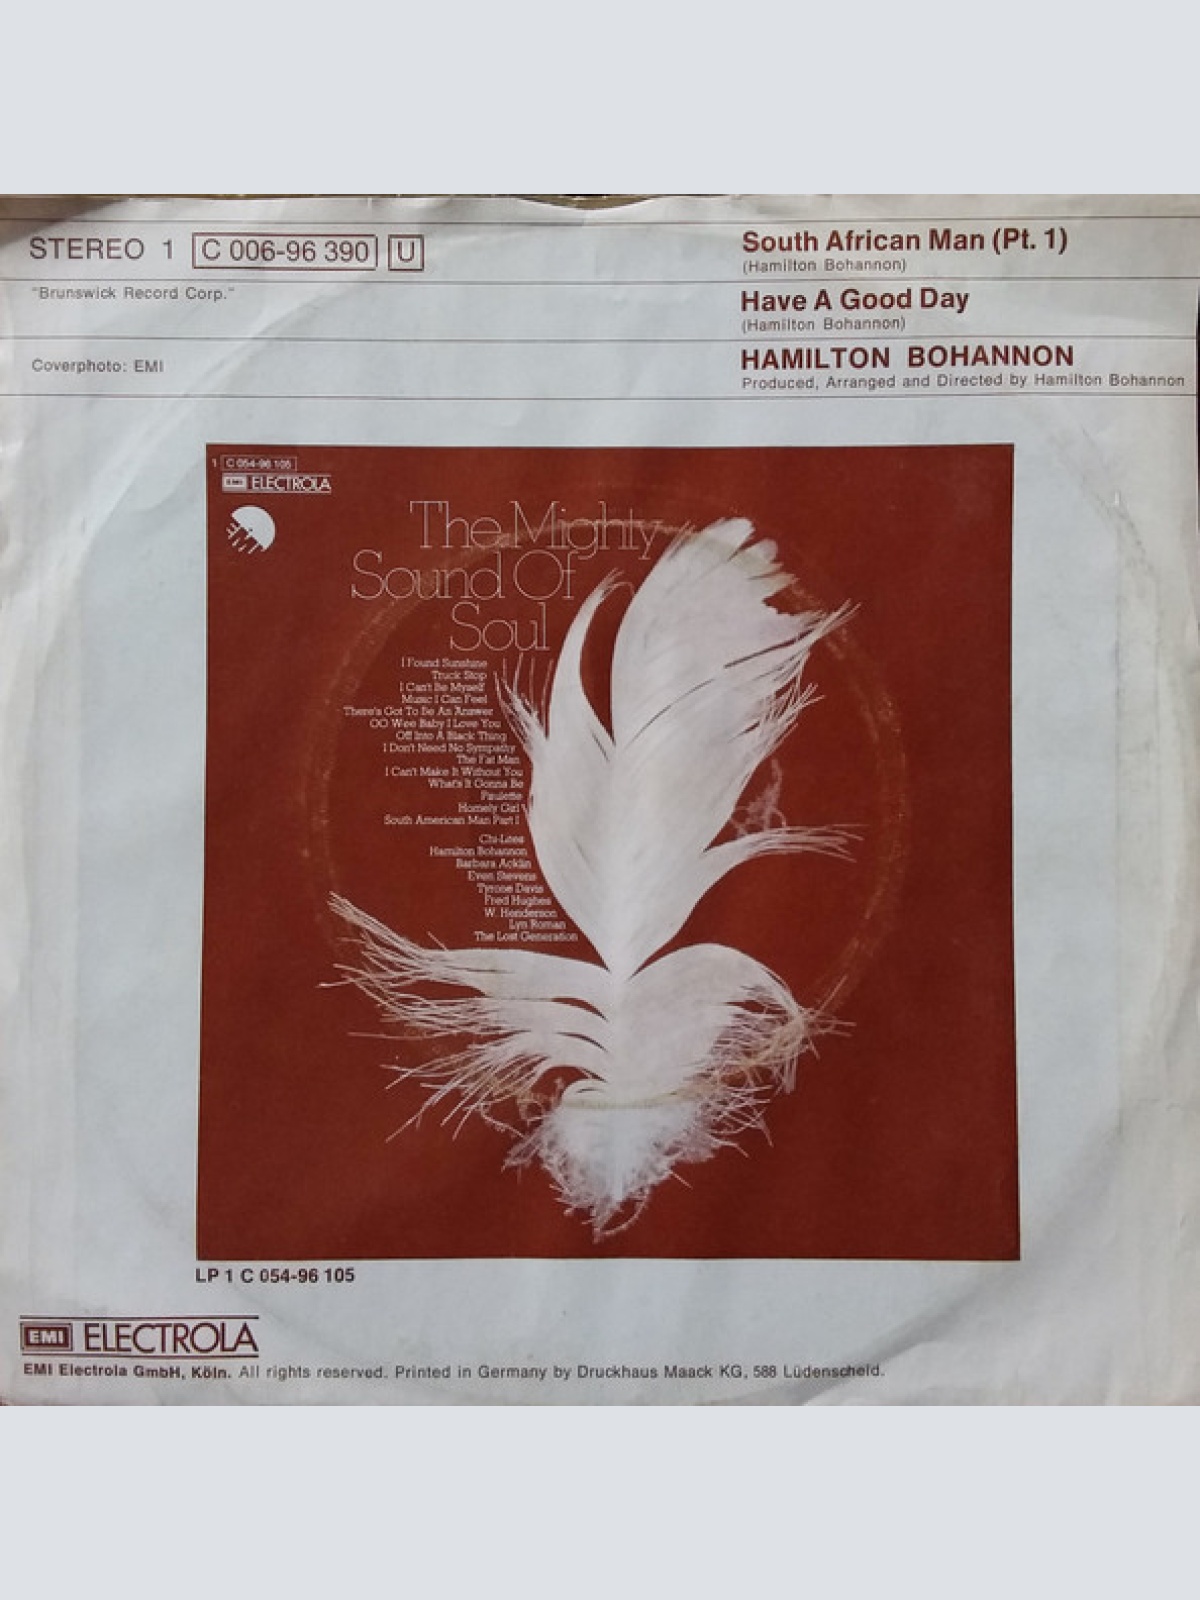 STEREO 1 C 006-96 390 U
"Brunswick Record Corp."
Coverphoto: EMI
South African Man (Pt. 1)
(Hamilton Bohannon)
Have A Good Day
(Hamilton Bohannon)
HAMILTON BOHANNON
Produced, Arranged and Directed by Hamilton Bohannon
1 C 054-96 105
EMI ELECTROLA
EMI
The Mighty
Sound Of
Soul
I Found Sunshine
Truck Stop
I Can't Be Myself
Music I Can Feel
There's Got To Be An Answer
OO Wee Baby I Love You
Off Into A Black Thing
I Don't Need No Sympathy
The Fat Man
I Can't Make It Without You
What's It Gonna Be
Paulette
Homely Girl
South American Man Part I
Chi-Lites
Hamilton Bohannon
Barbara Acklin
Even Stevens
Tyrone Davis
Fred Hughes
W. Henderson
Lyn Roman
The Lost Generation
LP 1 C 054-96 105
EMI ELECTROLA
EMI Electrola GmbH, Köln. All rights reserved. Printed in Germany by Druckhaus Maack KG, 588 Lüdenscheid.